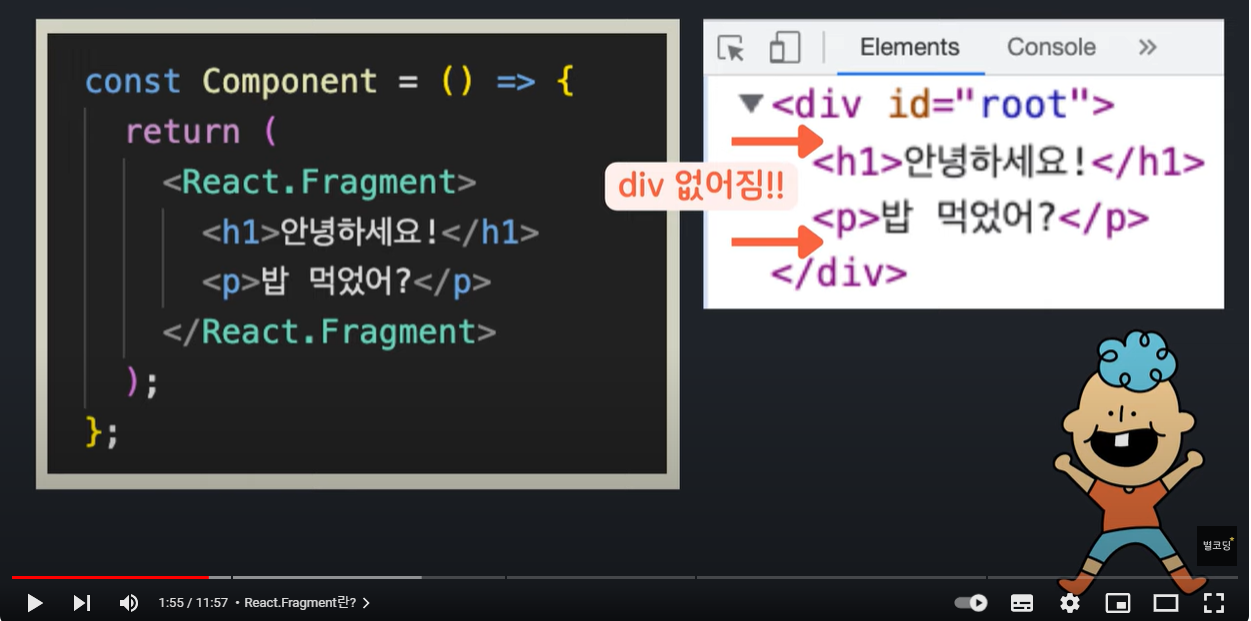 const Component = () => {
return (
<React.Fragment>
<h1>안녕하세요!</h1>
<p>밥 먹었어?</p>
</React.Fragment>
);
};
Elements Console »
▼<div id="root">
<h1>안녕하세요!</h1>
<p>밥 먹었어?</p>
</div>
div 없어짐!!
별코딩*
1:55 / 11:57 • React.Fragment란? >